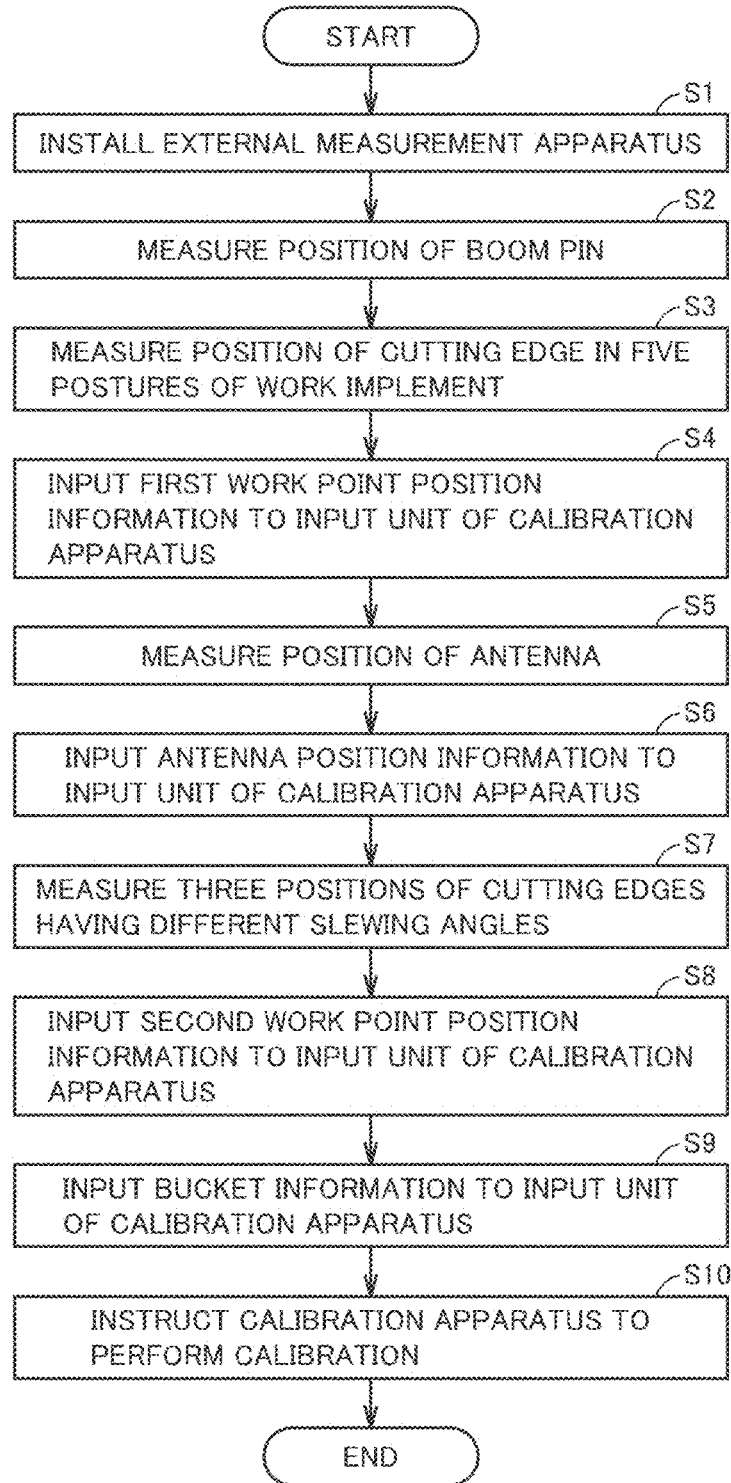 START
S1
INSTALL EXTERNAL MEASUREMENT APPARATUS
S2
MEASURE POSITION OF BOOM PIN
S3
MEASURE POSITION OF CUTTING EDGE IN FIVE
POSTURES OF WORK IMPLEMENT
S4
INPUT FIRST WORK POINT POSITION
INFORMATION TO INPUT UNIT OF CALIBRATION
APPARATUS
S5
MEASURE POSITION OF ANTENNA
S6
INPUT ANTENNA POSITION INFORMATION TO
INPUT UNIT OF CALIBRATION APPARATUS
S7
MEASURE THREE POSITIONS OF CUTTING EDGES
HAVING DIFFERENT SLEWING ANGLES
S8
INPUT SECOND WORK POINT POSITION
INFORMATION TO INPUT UNIT OF CALIBRATION
APPARATUS
S9
INPUT BUCKET INFORMATION TO INPUT UNIT
OF CALIBRATION APPARATUS
S10
INSTRUCT CALIBRATION APPARATUS TO
PERFORM CALIBRATION
END